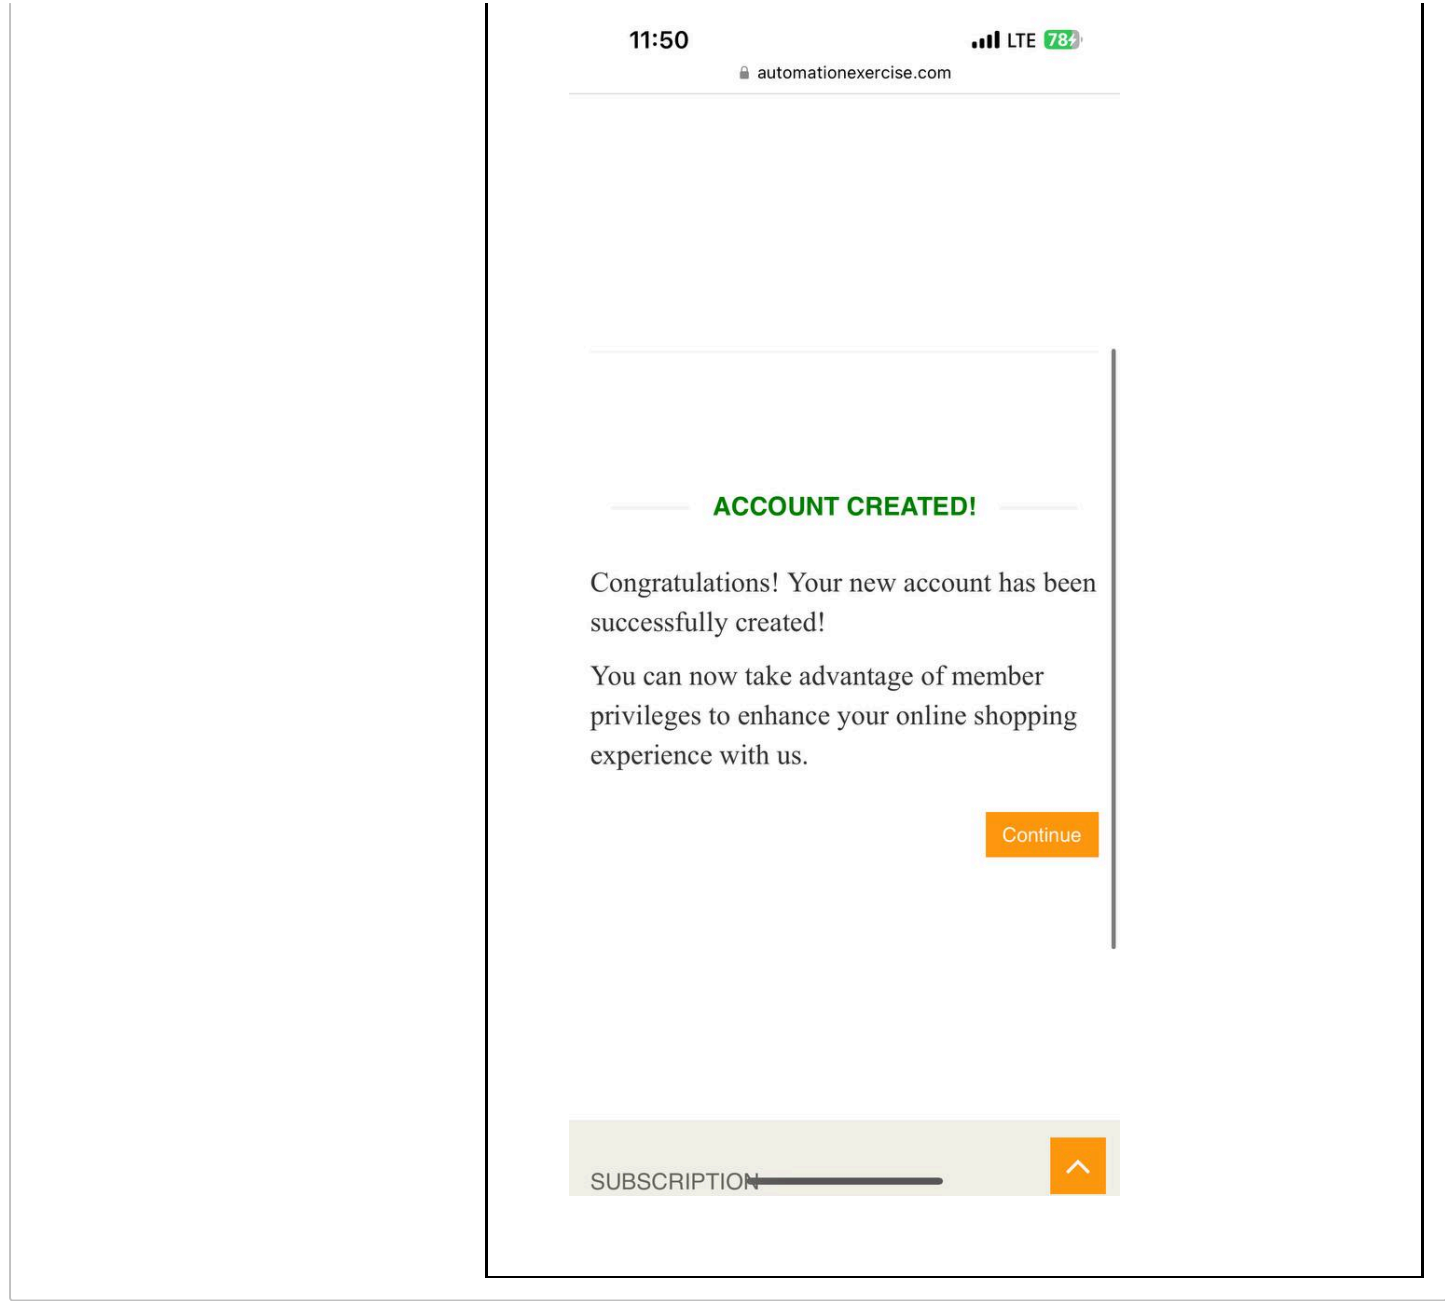 11:50 LTE 78
automationexercise.com
ACCOUNT CREATED!
Congratulations! Your new account has been
successfully created!
You can now take advantage of member
privileges to enhance your online shopping
experience with us.
Continue
SUBSCRIPTION